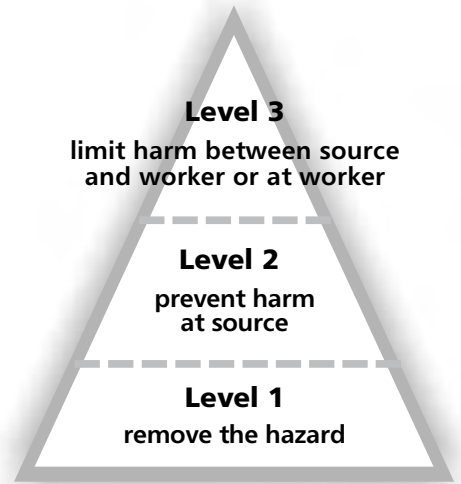 Level 3
limit harm between source
and worker or at worker
Level 2
prevent harm
at source
Level 1
remove the hazard